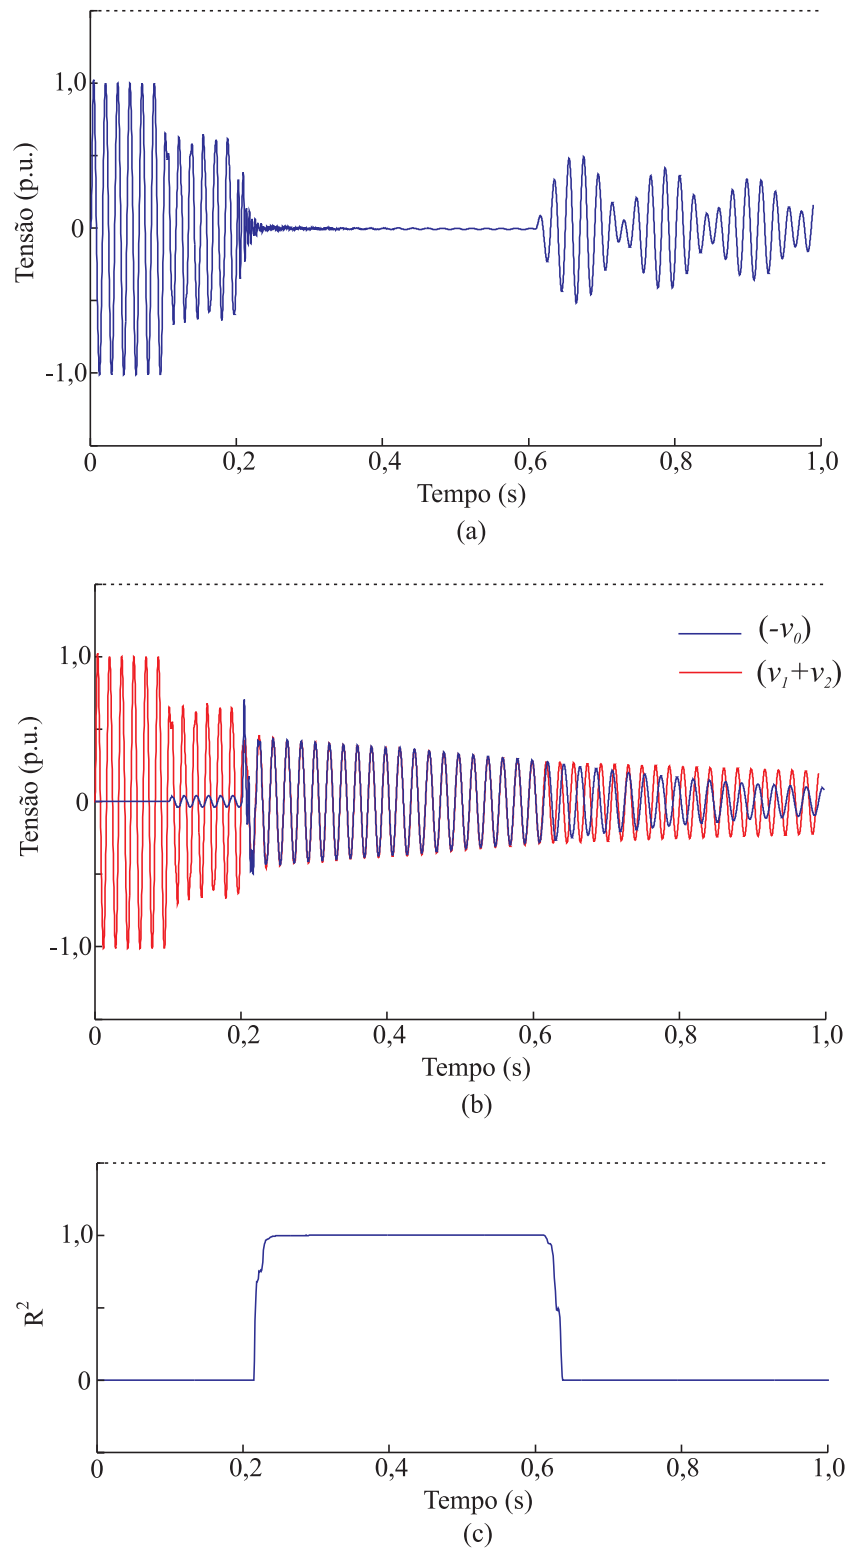 1,0
0
-1,0
Tensão (p.u.)
0
0,2
0,4
0,6
0,8
1,0
Tempo (s)
(a)
(-v0)
(v1+v2)
1,0
0
-1,0
Tensão (p.u.)
0
0,2
0,4
0,6
0,8
1,0
Tempo (s)
(b)
1,0
0
R2
0
0,2
0,4
0,6
0,8
1,0
Tempo (s)
(c)